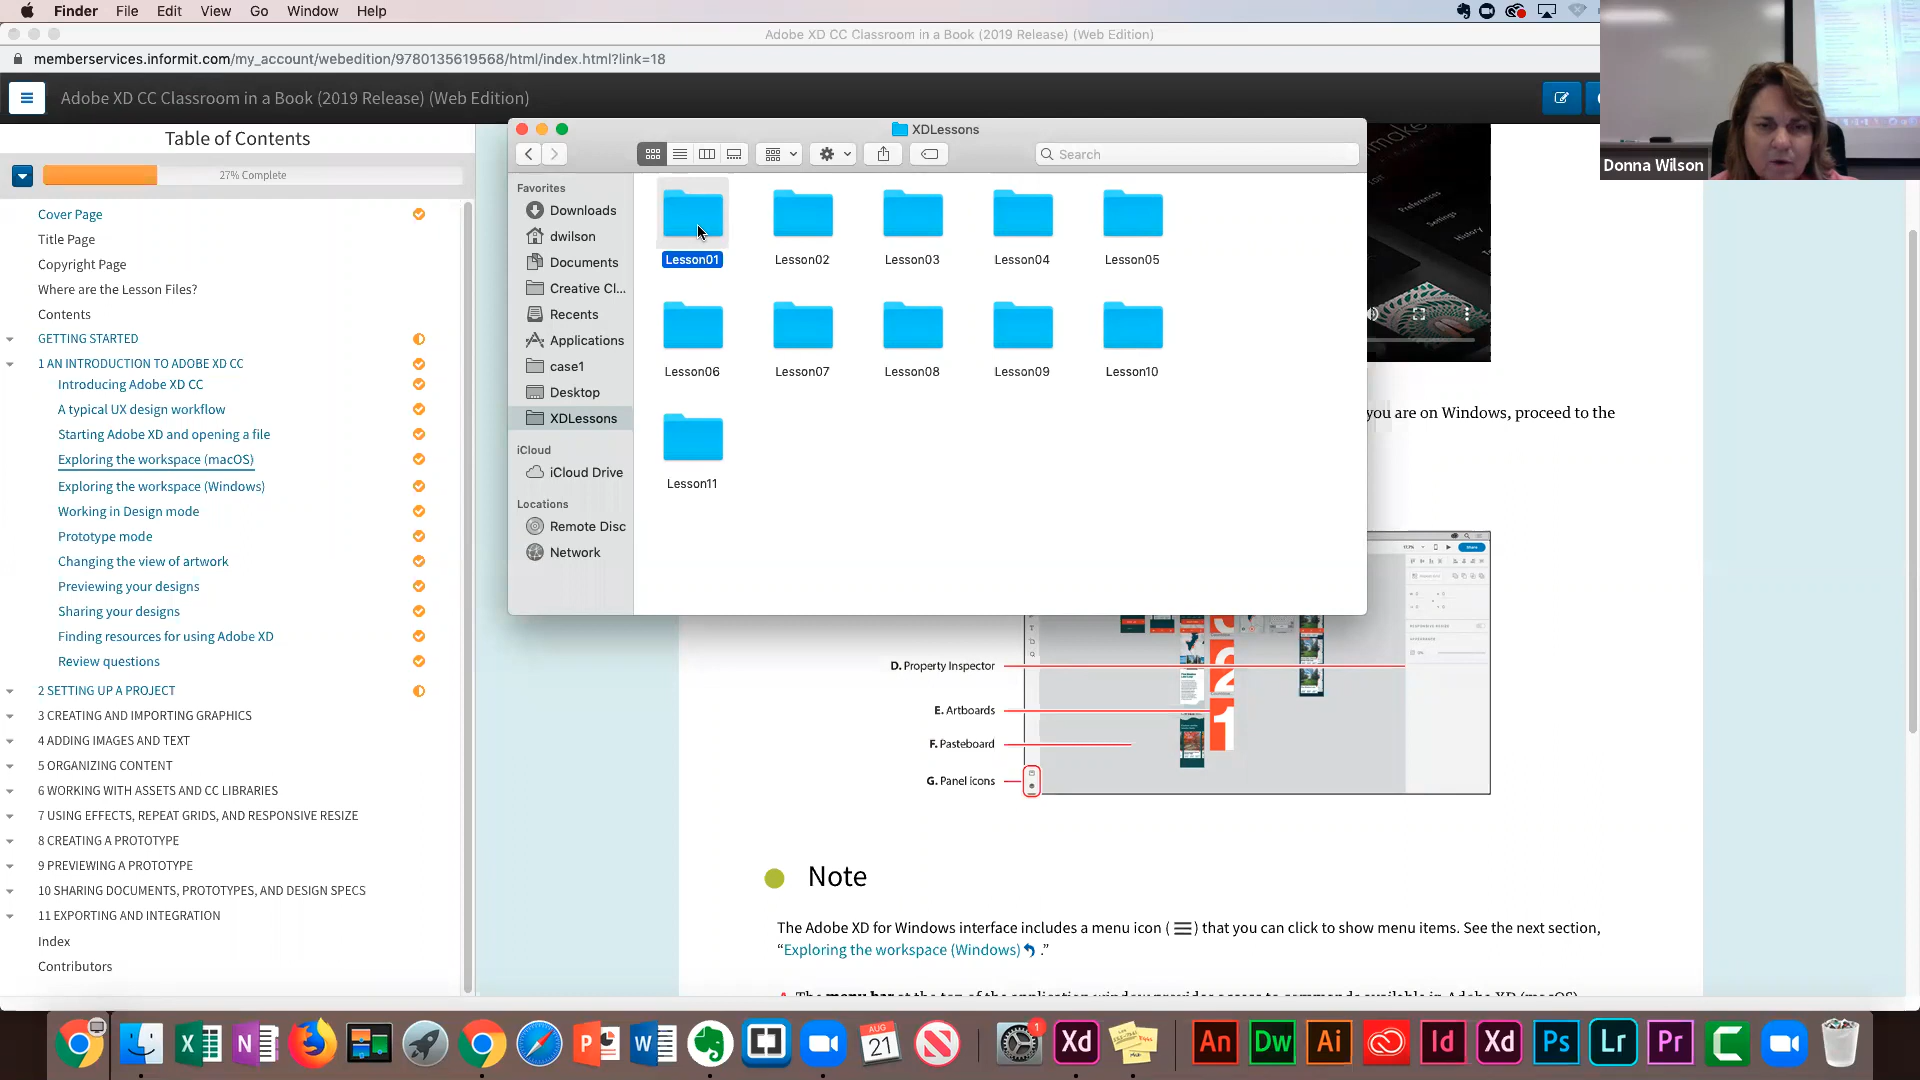 Finder File Edit View Go Window Help
Adobe XD CC Classroom in a Book (2019 Release) (Web Edition)
memberservices.informit.com/my_account/webedition/9780135619568/html/index.html?link=18
Adobe XD CC Classroom in a Book (2019 Release) (Web Edition)
Table of Contents
27% Complete
Cover Page
Title Page
Copyright Page
Where are the Lesson Files?
Contents
GETTING STARTED
1 AN INTRODUCTION TO ADOBE XD CC
Introducing Adobe XD CC
A typical UX design workflow
Starting Adobe XD and opening a file
Exploring the workspace (macOS)
Exploring the workspace (Windows)
Working in Design mode
Prototype mode
Changing the view of artwork
Previewing your designs
Sharing your designs
Finding resources for using Adobe XD
Review questions
2 SETTING UP A PROJECT
3 CREATING AND IMPORTING GRAPHICS
4 ADDING IMAGES AND TEXT
5 ORGANIZING CONTENT
6 WORKING WITH ASSETS AND CC LIBRARIES
7 USING EFFECTS, REPEAT GRIDS, AND RESPONSIVE RESIZE
8 CREATING A PROTOTYPE
9 PREVIEWING A PROTOTYPE
10 SHARING DOCUMENTS, PROTOTYPES, AND DESIGN SPECS
11 EXPORTING AND INTEGRATION
Index
Contributors
XDLessons
Search
Favorites
Downloads
dwilson
Documents
Creative Cl...
Recents
Applications
case1
Desktop
XDLessons
iCloud
iCloud Drive
Locations
Remote Disc
Network
Lesson01 Lesson02 Lesson03 Lesson04 Lesson05
Lesson06 Lesson07 Lesson08 Lesson09 Lesson10
Lesson11
Donna Wilson
Preferences
Settings
History
you are on Windows, proceed to the
Share
D. Property Inspector
E. Artboards
F. Pasteboard
G. Panel icons
2
1
Note
The Adobe XD for Windows interface includes a menu icon ( ) that you can click to show menu items. See the next section,
“Exploring the workspace (Windows) .”
AUG
21
1
Xd An Dw Ai Id Xd Ps Lr Pr